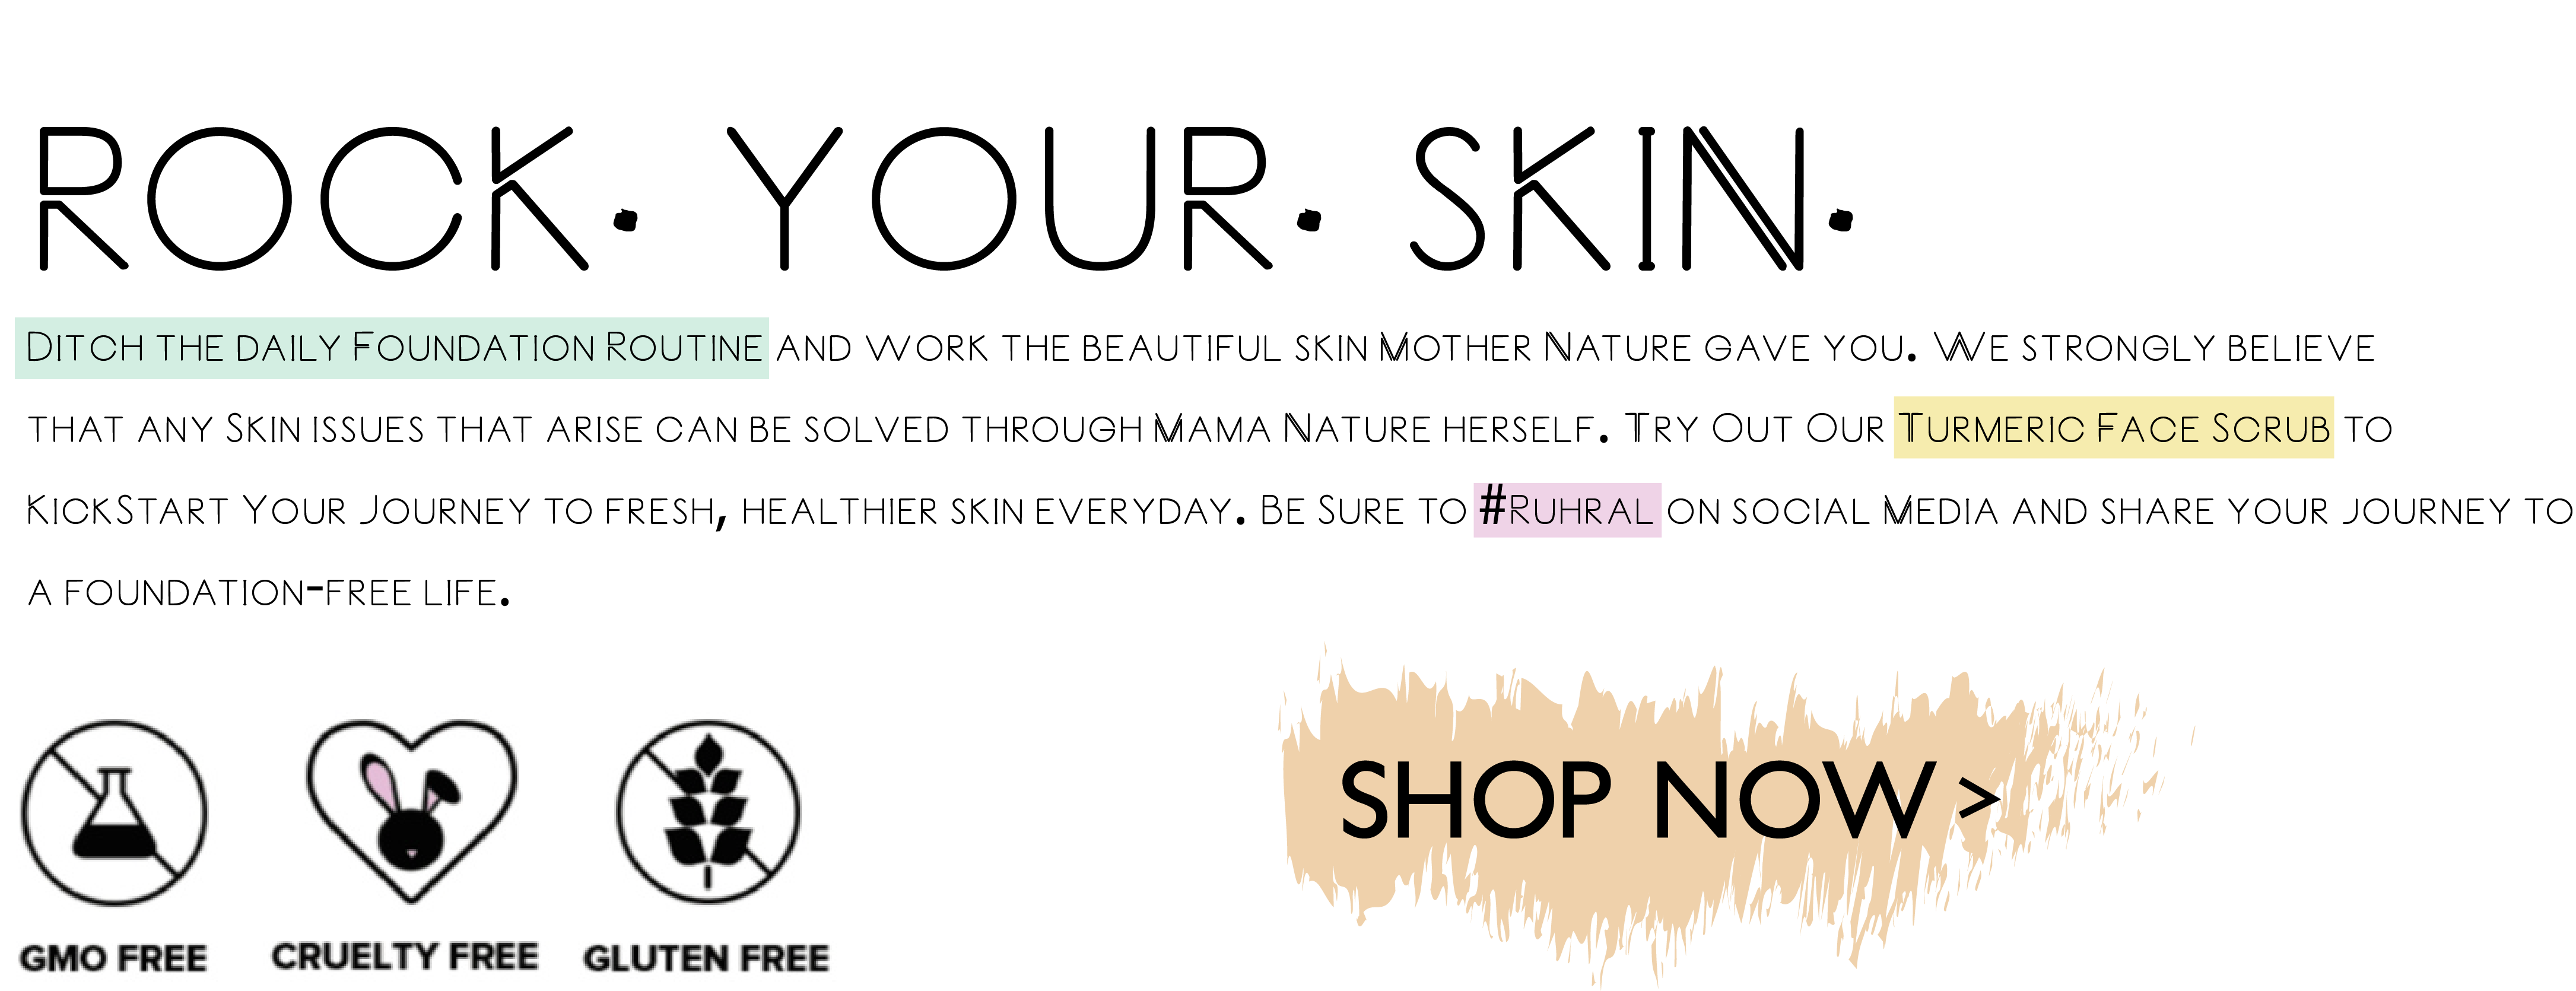 ROCK. YOUR. SKIN.
Ditch the daily Foundation Routine and work the beautiful skin Mother Nature gave you. We strongly believe
that any Skin issues that arise can be solved through Mama Nature herself. Try Out Our Turmeric Face Scrub to
KickStart Your Journey to fresh, healthier skin everyday. Be Sure to #Ruhral on social Media and share your journey to
a foundation-free life.
SHOP NOW >
GMO FREE
CRUELTY FREE
GLUTEN FREE